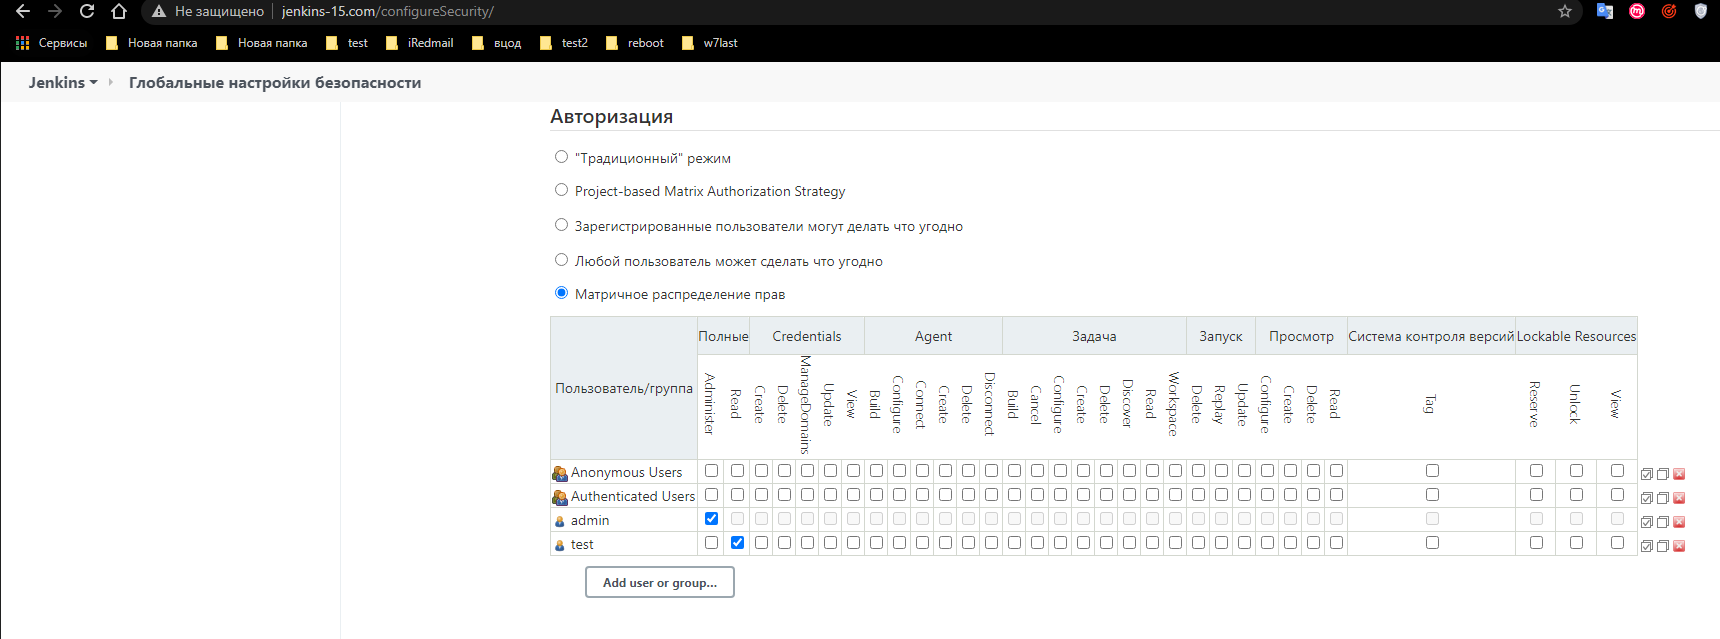 Не защищено jenkins-15.com/configureSecurity/
Сервисы Новая папка Новая папка test iRedmail вцод test2 reboot w7last
Jenkins Глобальные настройки безопасности
Авторизация
"Традиционный" режим
Project-based Matrix Authorization Strategy
Зарегистрированные пользователи могут делать что угодно
Любой пользователь может сделать что угодно
Матричное распределение прав
Пользователь/группа Полные Credentials Agent Задача Запуск Просмотр Система контроля версий Lockable Resources
Administer Read Create Delete ManageDomains Update View Build Configure Connect Create Delete Disconnect Build Cancel Configure Create Delete Discover Read Workspace Delete Replay Update Configure Create Delete Read Tag Reserve Unlock View
Anonymous Users
Authenticated Users
admin
test
Add user or group...